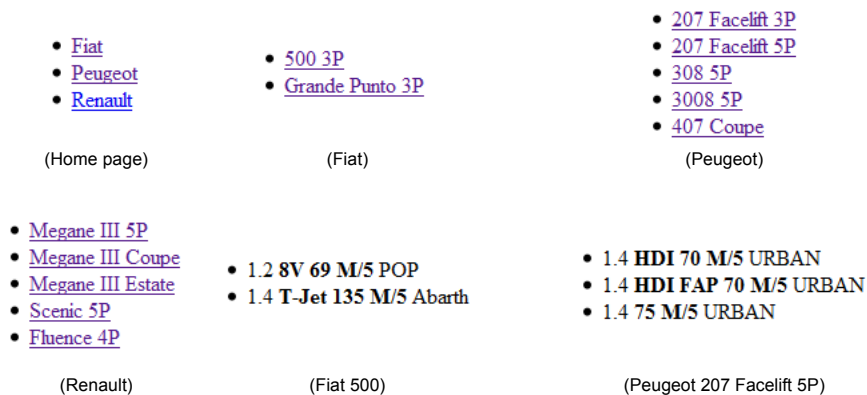 Fiat
Peugeot
Renault
(Home page)
500 3P
Grande Punto 3P
(Fiat)
207 Facelift 3P
207 Facelift 5P
308 5P
3008 5P
407 Coupe
(Peugeot)
Megane III 5P
Megane III Coupe
Megane III Estate
Scenic 5P
Fluence 4P
(Renault)
1.2 8V 69 M/5 POP
1.4 T-Jet 135 M/5 Abarth
(Fiat 500)
1.4 HDI 70 M/5 URBAN
1.4 HDI FAP 70 M/5 URBAN
1.4 75 M/5 URBAN
(Peugeot 207 Facelift 5P)